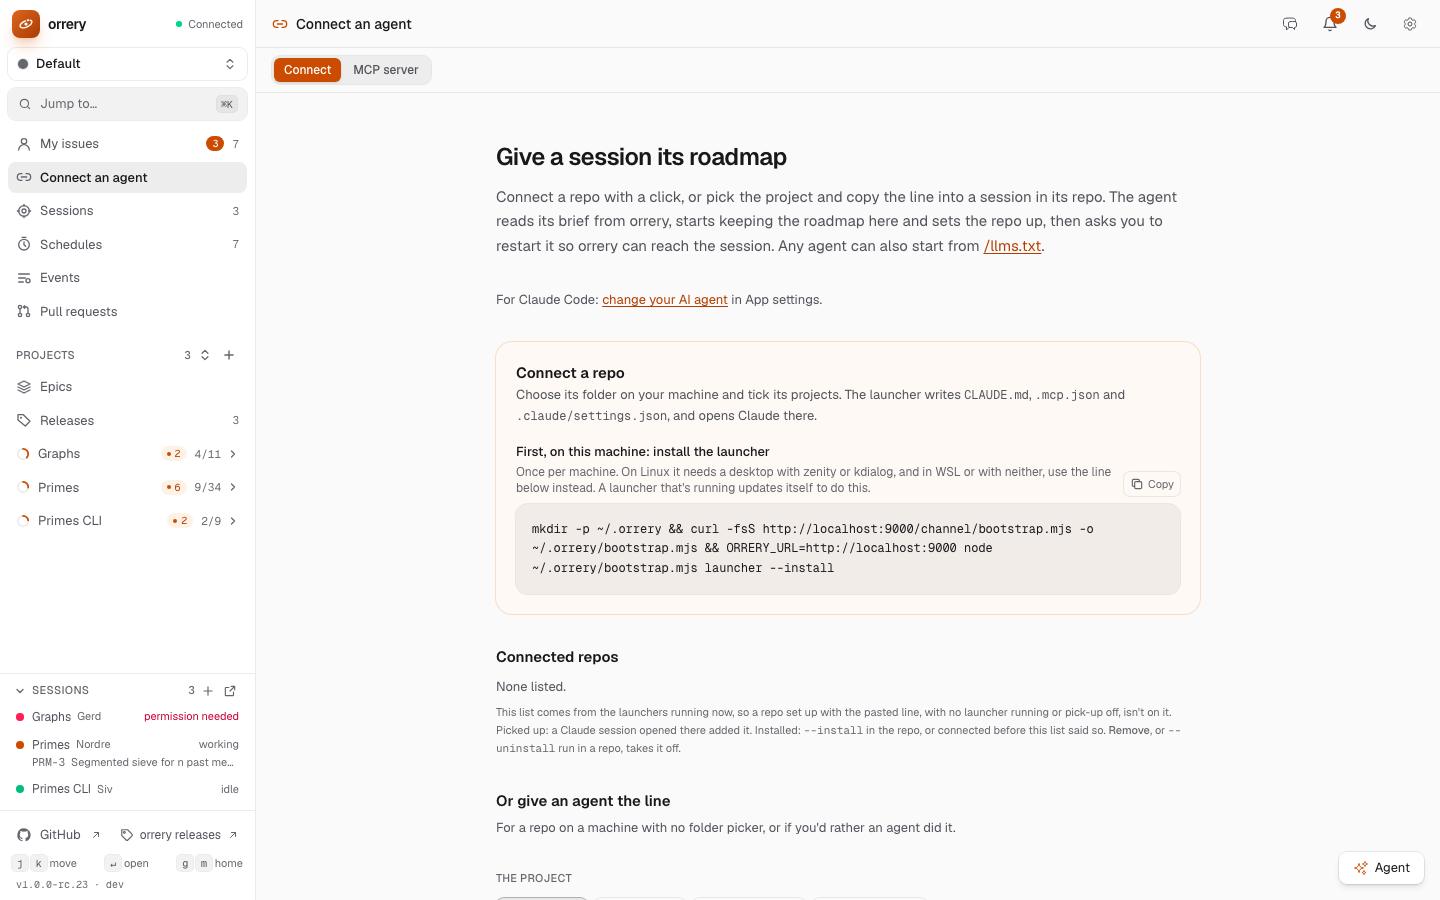 orrery
Connected
Default
Jump to...
⌘K
My issues
3
7
Connect an agent
Sessions
3
Schedules
7
Events
Pull requests
PROJECTS
3
Epics
Releases
3
Graphs
2
4/11
Primes
6
9/34
Primes CLI
2
2/9
SESSIONS
3
Graphs Gerd
permission needed
Primes Nordre
working
PRM-3 Segmented sieve for n past me...
Primes CLI Siv
idle
GitHub ↗
orrery releases ↗
j k move
↵ open
g m home
v1.0.0-rc.23 · dev
Connect an agent
3
Connect
MCP server
Give a session its roadmap
Connect a repo with a click, or pick the project and copy the line into a session in its repo. The agent
reads its brief from orrery, starts keeping the roadmap here and sets the repo up, then asks you to
restart it so orrery can reach the session. Any agent can also start from /llms.txt.
For Claude Code: change your AI agent in App settings.
Connect a repo
Choose its folder on your machine and tick its projects. The launcher writes CLAUDE.md, .mcp.json and
.claude/settings.json, and opens Claude there.
First, on this machine: install the launcher
Once per machine. On Linux it needs a desktop with zenity or kdialog, and in WSL or with neither, use the line
below instead. A launcher that's running updates itself to do this.
Copy
mkdir -p ~/.orrery && curl -fsS http://localhost:9000/channel/bootstrap.mjs -o
~/.orrery/bootstrap.mjs && ORRERY_URL=http://localhost:9000 node
~/.orrery/bootstrap.mjs launcher --install
Connected repos
None listed.
This list comes from the launchers running now, so a repo set up with the pasted line, with no launcher running or pick-up off, isn't on it.
Picked up: a Claude session opened there added it. Installed: --install in the repo, or connected before this list said so. Remove, or --
uninstall run in a repo, takes it off.
Or give an agent the line
For a repo on a machine with no folder picker, or if you'd rather an agent did it.
THE PROJECT
Agent